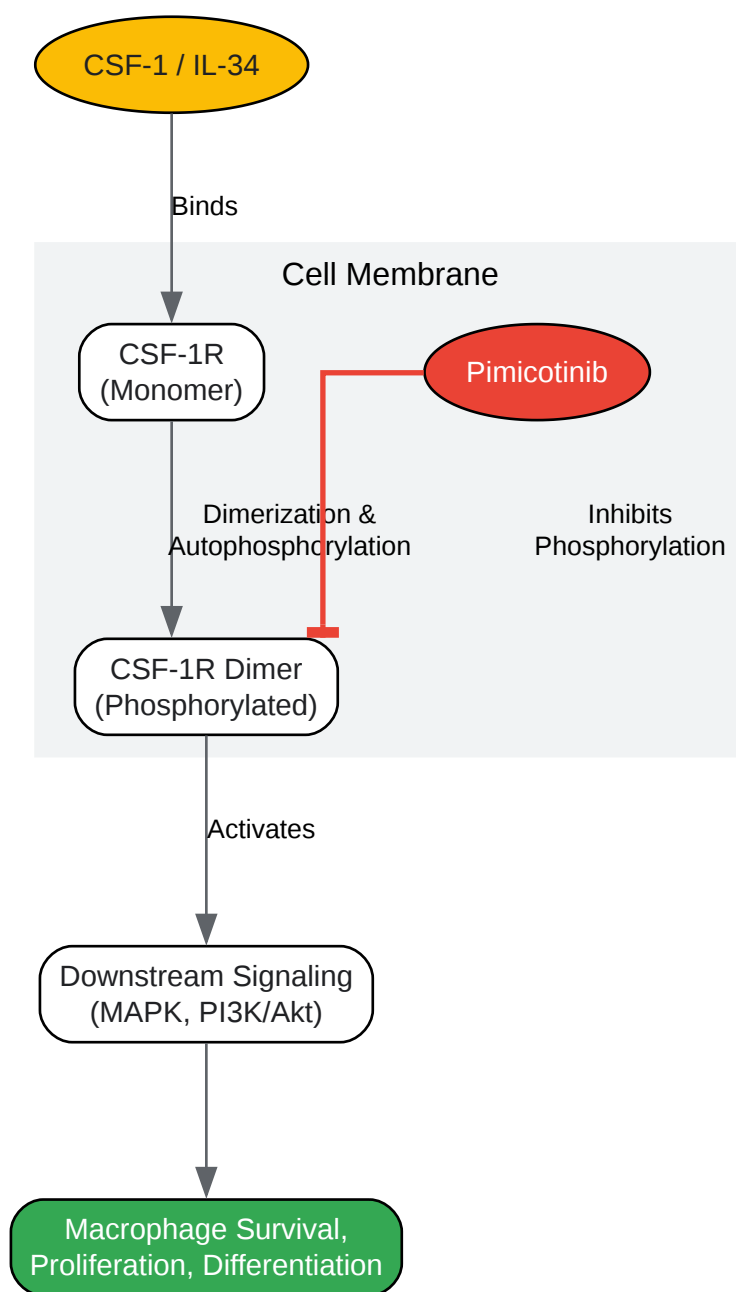 CSF-1 / IL-34
Binds
Cell Membrane
CSF-1R
(Monomer)
Pimicotinib
Dimerization &
Autophosphorylation
Inhibits
Phosphorylation
CSF-1R Dimer
(Phosphorylated)
Activates
Downstream Signaling
(MAPK, PI3K/Akt)
Macrophage Survival,
Proliferation, Differentiation